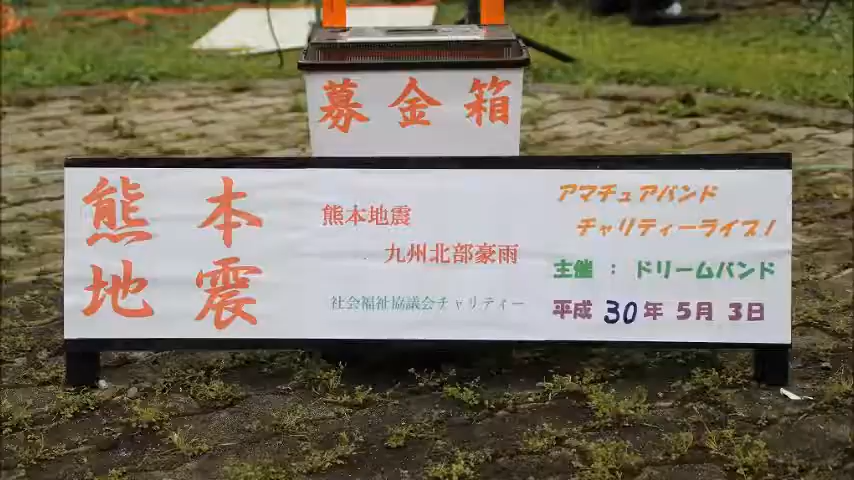 募金箱
熊本
地震
熊本地震
九州北部豪雨
社会福祉協議会チャリティー
アマチュアバンド
チャリティーライブ!
主催 : ドリームバンド
平成 30年 5月 3日